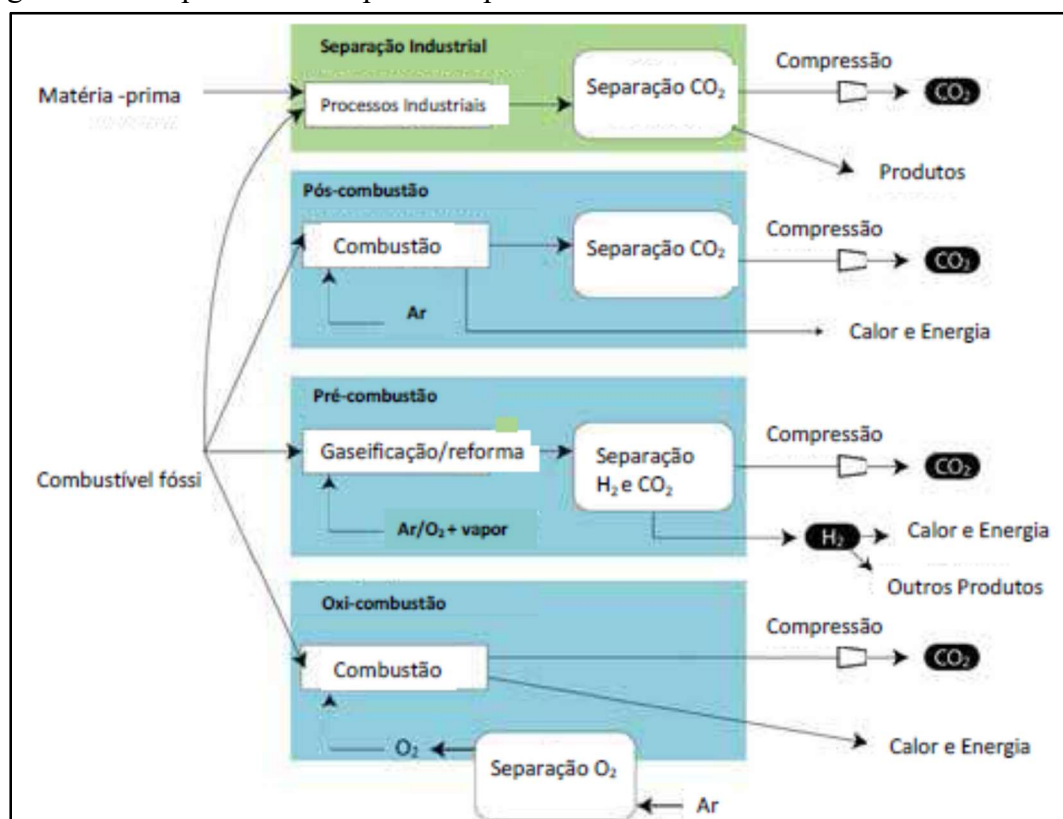 Separação Industrial
Matéria -prima
Processos Industriais
Separação CO₂
Compressão
CO₂
Produtos
Pós-combustão
Combustão
Ar
Separação CO₂
Compressão
CO₂
Calor e Energia
Pré-combustão
Combustível fóssi
Gaseificação/reforma
Ar/O₂+ vapor
Separação
H₂ e CO₂
Compressão
CO₂
H₂
Calor e Energia
Outros Produtos
Oxi-combustão
Combustão
O₂
Separação O₂
Ar
Compressão
CO₂
Calor e Energia